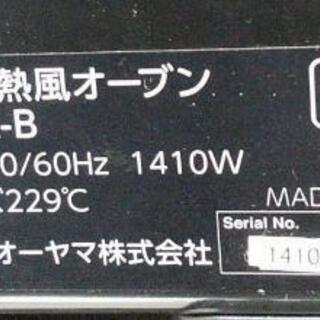 熱風オーブン
-B
0/60Hz 1410W
229℃
MAD
Serial No.
オーヤマ株式会社
1410